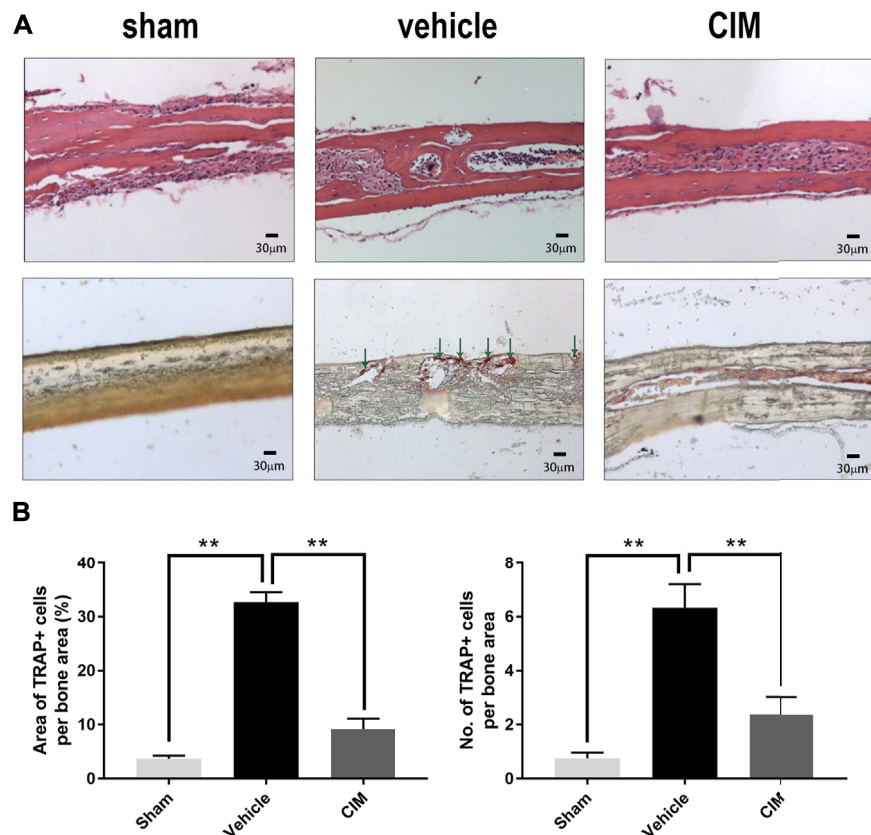 A
sham vehicle CIM
30μm 30μm 30μm
30μm 30μm 30μm
B
Area of TRAP+ cells
per bone area (%)
40
30
20
10
0
** **
Sham Vehicle CIM
No. of TRAP+ cells
per bone area
8
6
4
2
0
** **
Sham Vehicle CIM